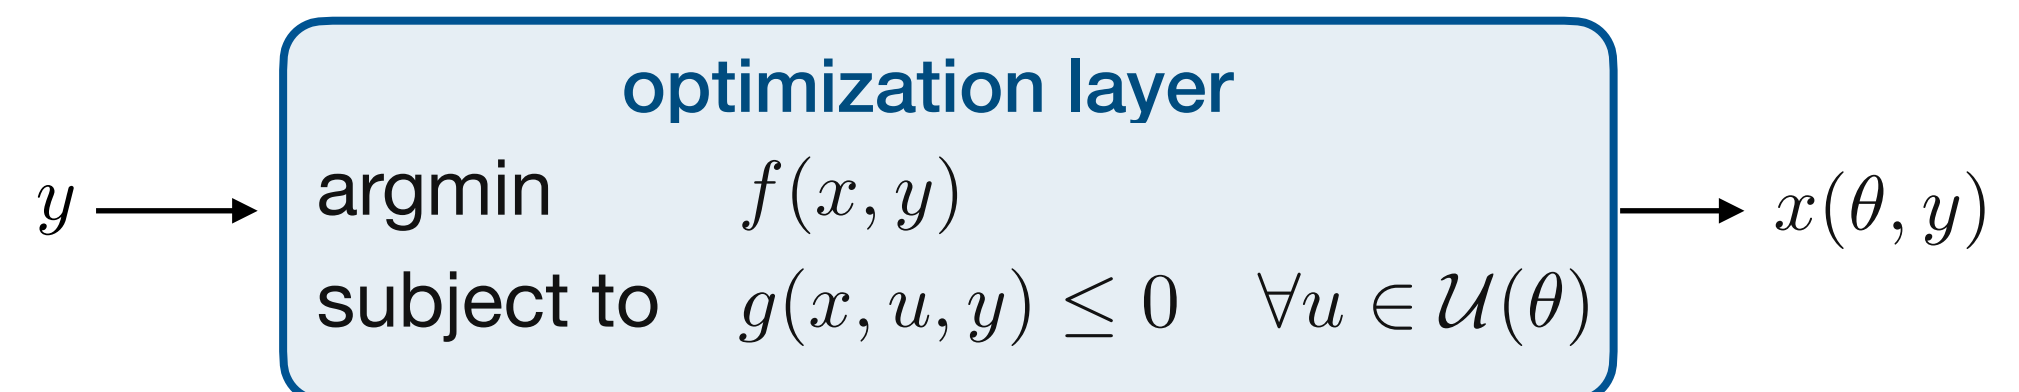 optimization layer
y
argmin f(x, y)
x(θ, y)
subject to g(x, u, y) ≤ 0 ∀u ∈ 𝒰(θ)